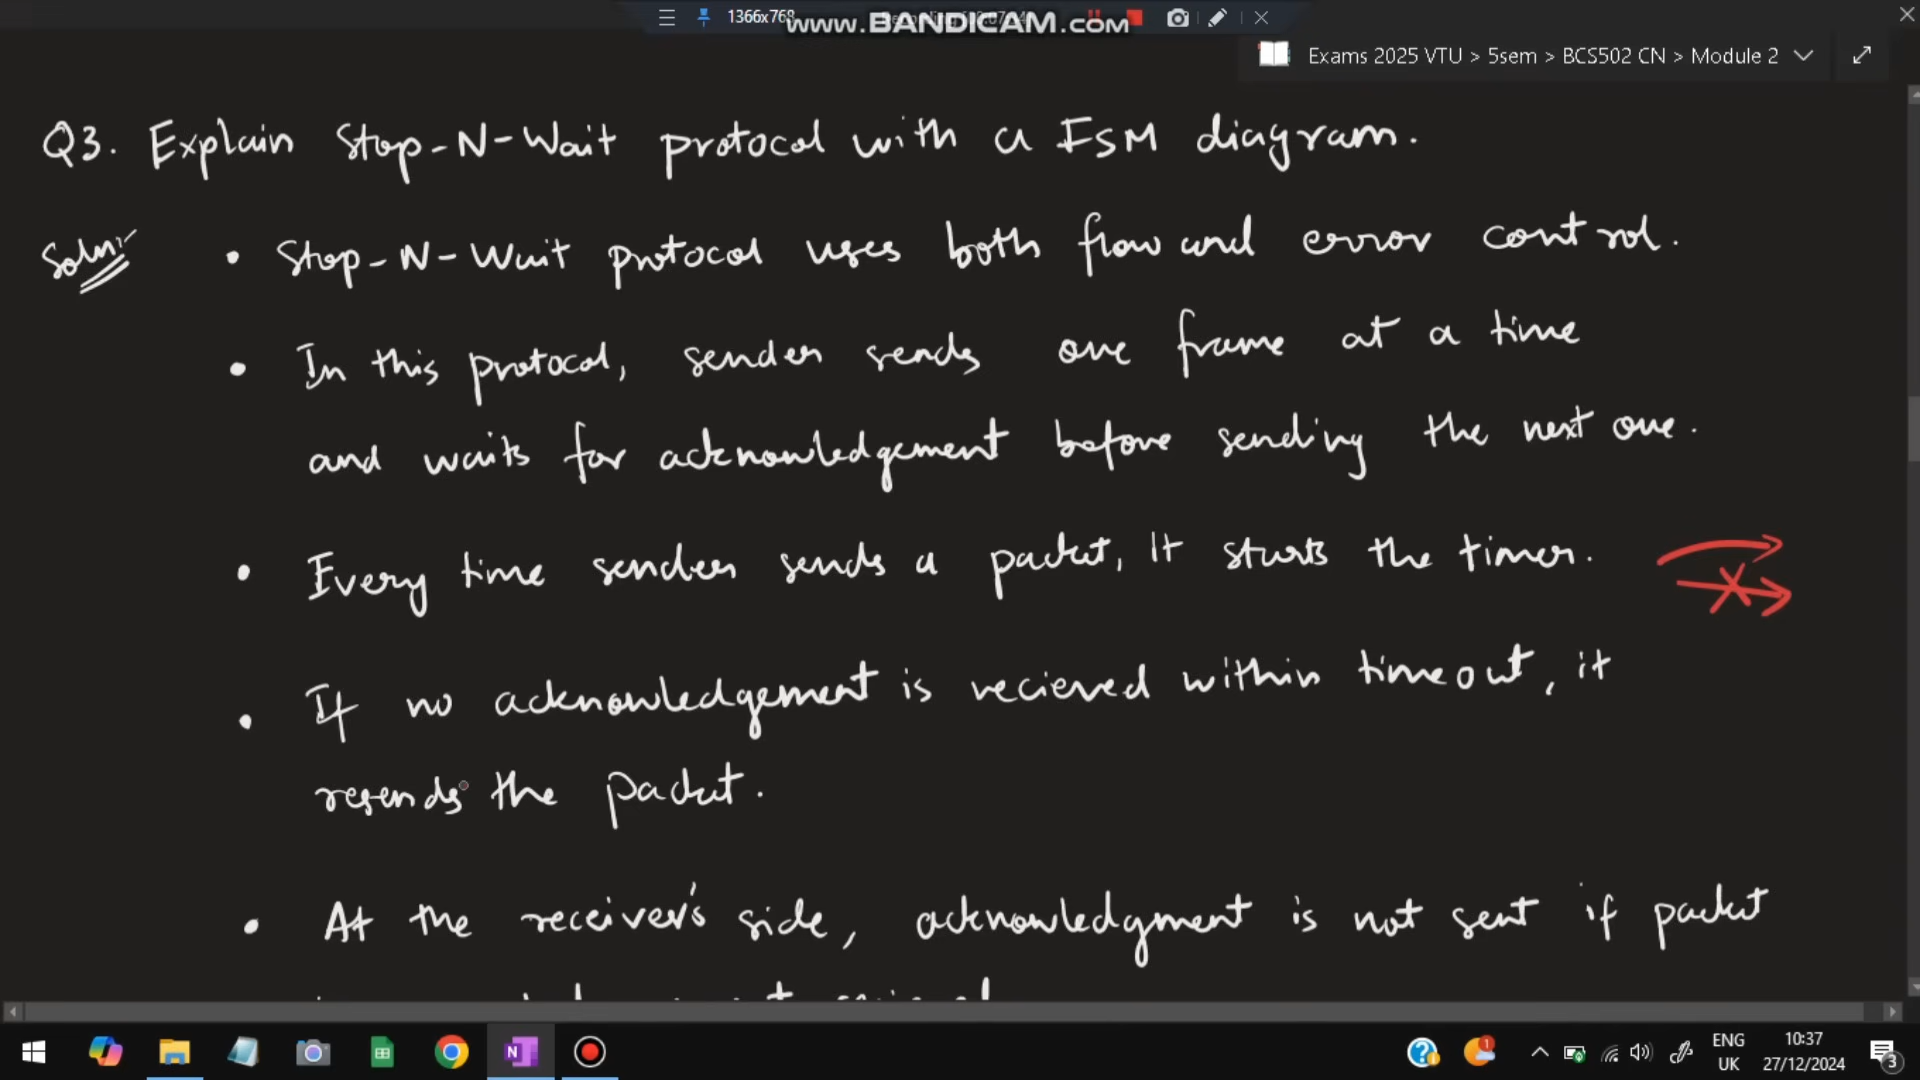 1366x768
www.BANDICAM.com
Exams 2025 VTU > 5sem > BCS502 CN > Module 2
Q3. Explain Stop-N-Wait protocol with a FSM diagram.
Soln:
• Stop-N-Wait protocol uses both flow and error control.
• In this protocol, sender sends one frame at a time
and waits for acknowledgement before sending the next one.
• Every time sender sends a packet, it starts the timer.
• If no acknowledgement is recieved within timeout, it
resends the packet.
• At the receiver's side, acknowledgment is not sent if packet
ENG
UK
10:37
27/12/2024
1
3